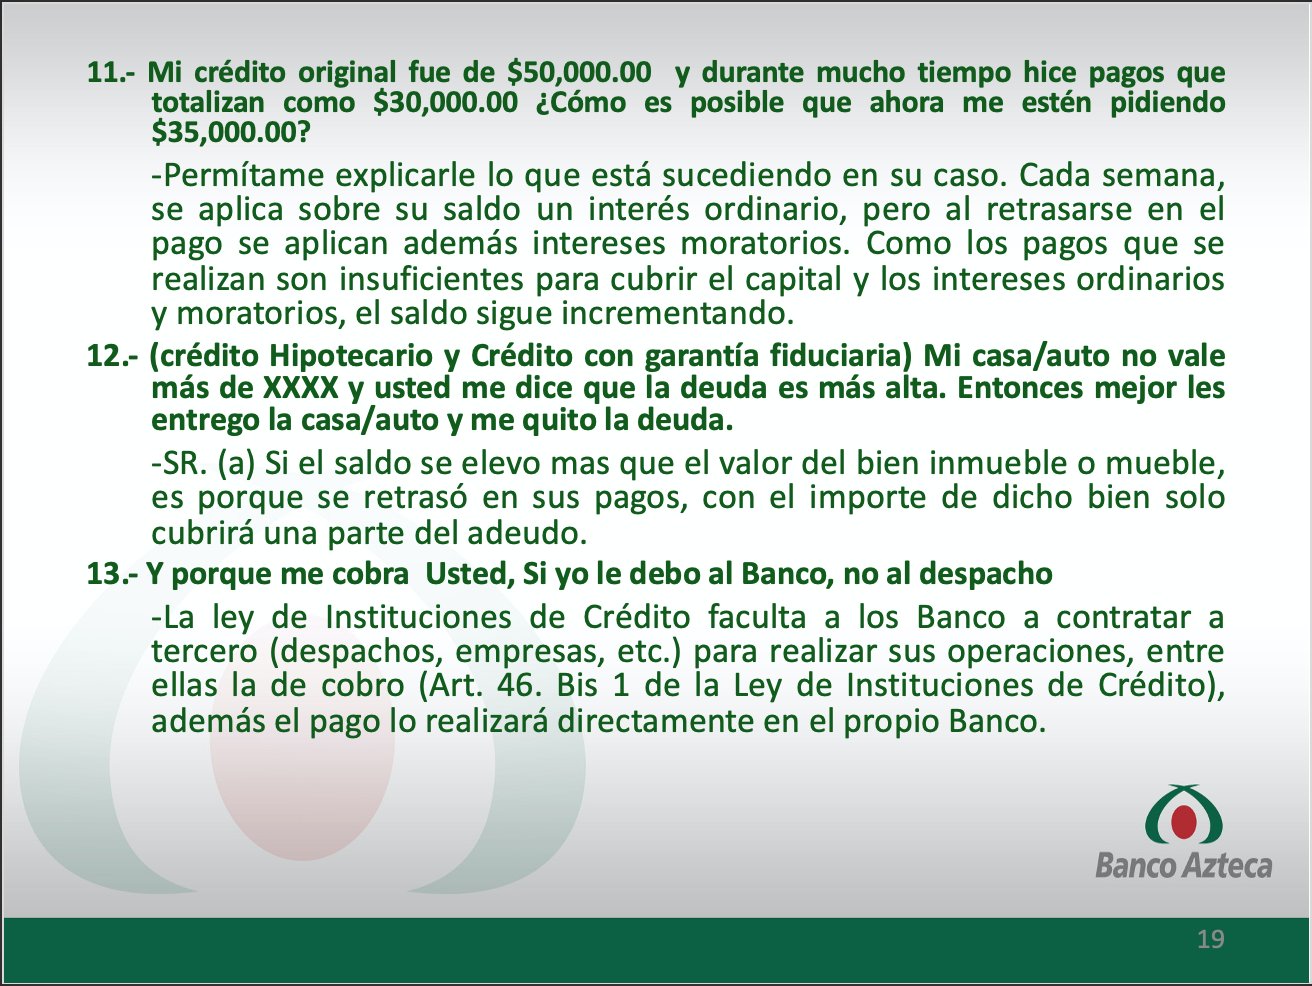 11.- Mi crédito original fue de $50,000.00 y durante mucho tiempo hice pagos que
totalizan como $30,000.00 ¿Cómo es posible que ahora me estén pidiendo
$35,000.00?
-Permítame explicarle lo que está sucediendo en su caso. Cada semana,
se aplica sobre su saldo un interés ordinario, pero al retrasarse en el
pago se aplican además intereses moratorios. Como los pagos que se
realizan son insuficientes para cubrir el capital y los intereses ordinarios
y moratorios, el saldo sigue incrementando.
12.- (crédito Hipotecario y Crédito con garantía fiduciaria) Mi casa/auto no vale
más de XXXX y usted me dice que la deuda es más alta. Entonces mejor les
entrego la casa/auto y me quito la deuda.
-SR. (a) Si el saldo se elevo mas que el valor del bien inmueble o mueble,
es porque se retrasó en sus pagos, con el importe de dicho bien solo
cubrirá una parte del adeudo.
13.- Y porque me cobra Usted, Si yo le debo al Banco, no al despacho
-La ley de Instituciones de Crédito faculta a los Banco a contratar a
tercero (despachos, empresas, etc.) para realizar sus operaciones, entre
ellas la de cobro (Art. 46. Bis 1 de la Ley de Instituciones de Crédito),
además el pago lo realizará directamente en el propio Banco.
Banco Azteca
19